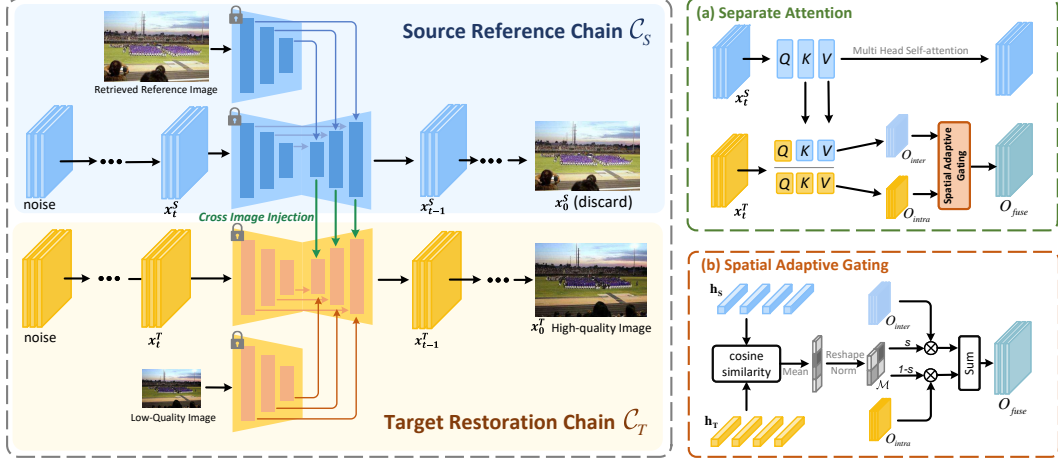 Source Reference Chain 𝒞_S
Retrieved Reference Image
noise
x_t^S
x_{t-1}^S
x_0^S (discard)
Cross Image Injection
noise
x_t^T
x_{t-1}^T
x_0^T High-quality Image
Low-Quality Image
Target Restoration Chain 𝒞_T
(a) Separate Attention
x_t^S
Q K V
Multi Head Self-attention
x_t^T
Q K V
Q K V
O_inter
O_intra
Spatial Adaptive
Gating
O_fuse
(b) Spatial Adaptive Gating
h_S
cosine
similarity
h_T
Mean
Reshape
Norm
ℳ
O_inter
s
1-s
O_intra
Sum
O_fuse